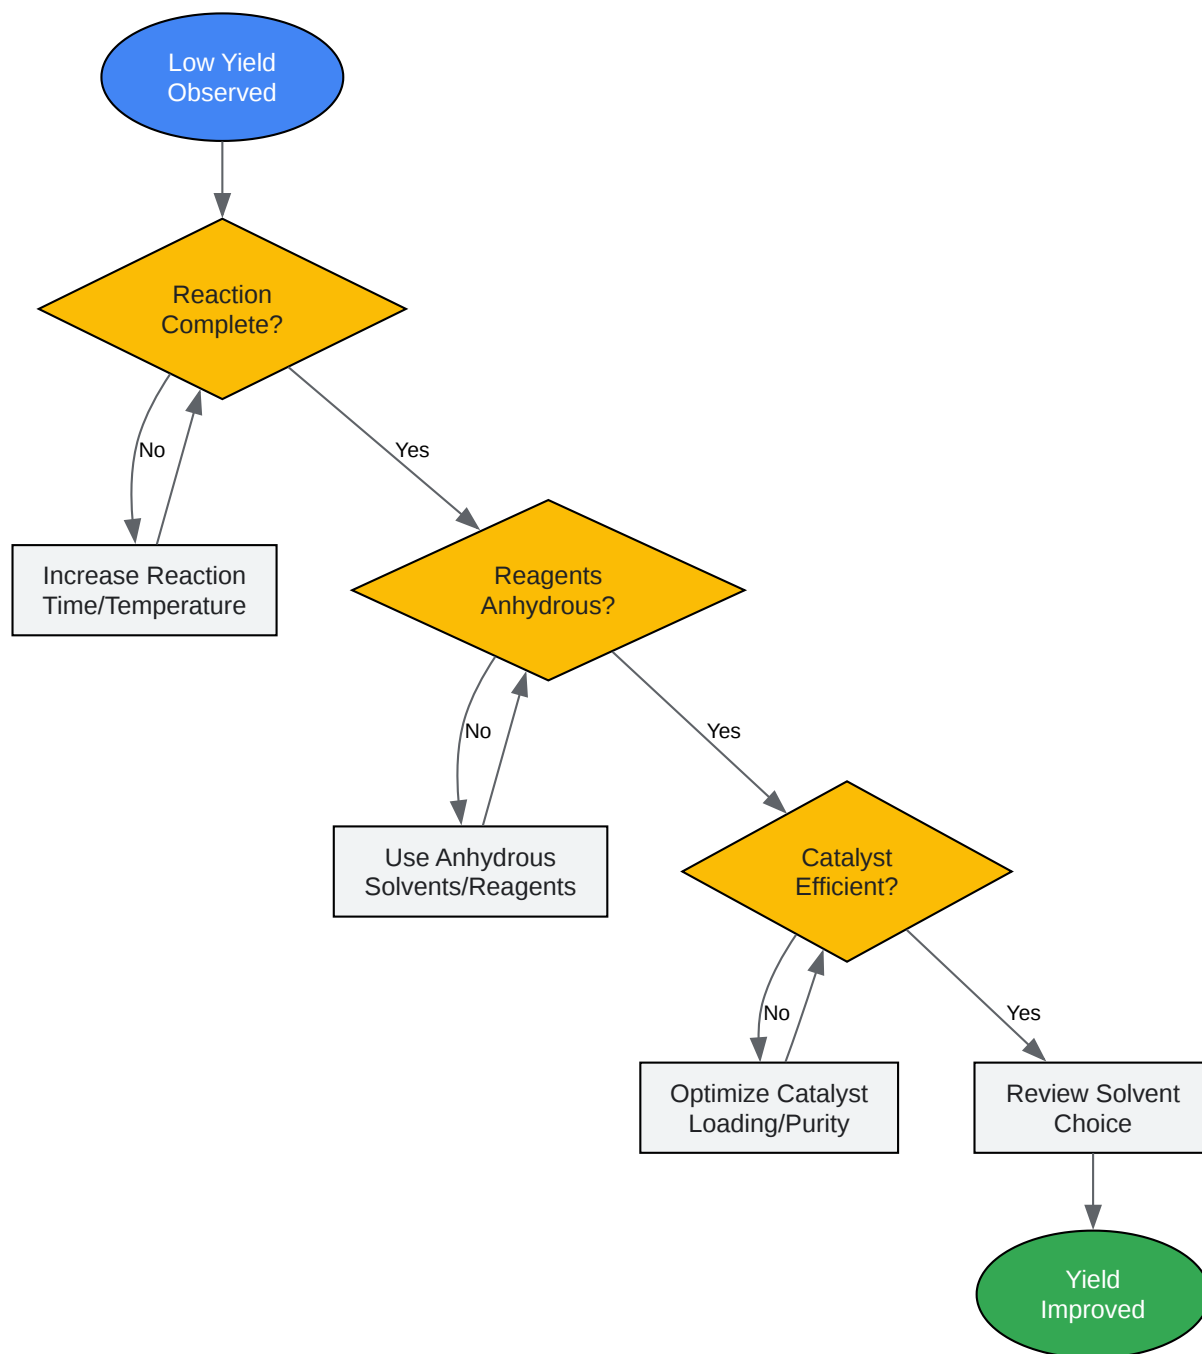 Low Yield
Observed
Reaction
Complete?
No
Yes
Increase Reaction
Time/Temperature
Reagents
Anhydrous?
No
Yes
Use Anhydrous
Solvents/Reagents
Catalyst
Efficient?
No
Yes
Optimize Catalyst
Loading/Purity
Review Solvent
Choice
Yield
Improved